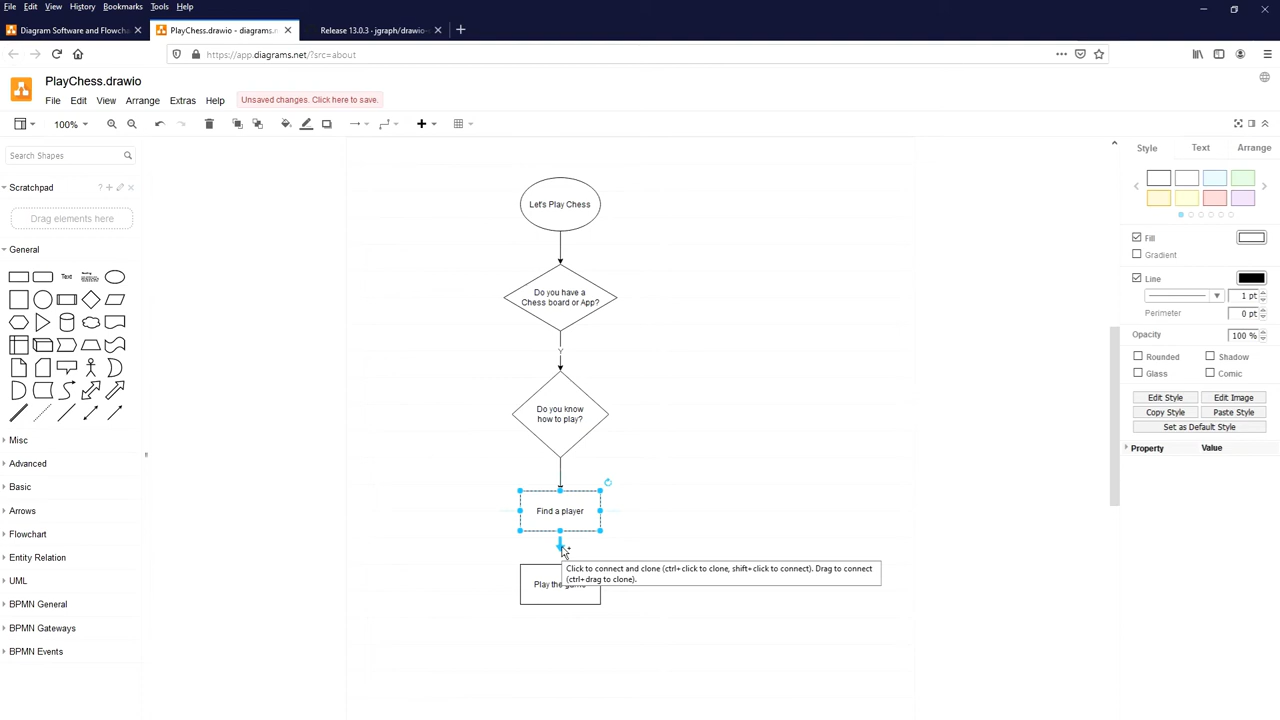 File Edit View History Bookmarks Tools Help
Diagram Software and Flowcha
PlayChess.drawio - diagrams.n
Release 13.0.3 · jgraph/drawio-
https://app.diagrams.net/?src=about
PlayChess.drawio
File Edit View Arrange Extras Help
Unsaved changes. Click here to save.
100%
Search Shapes
Scratchpad
Drag elements here
General
Text
Misc
Advanced
Basic
Arrows
Flowchart
Entity Relation
UML
BPMN General
BPMN Gateways
BPMN Events
Let's Play Chess
Do you have a
Chess board or App?
Y
Do you know
how to play?
Find a player
Click to connect and clone (ctrl+click to clone, shift+click to connect). Drag to connect
(ctrl+drag to clone).
Style Text Arrange
Fill
Gradient
Line
1 pt
Perimeter 0 pt
Opacity 100 %
Rounded Shadow
Glass Comic
Edit Style Edit Image
Copy Style Paste Style
Set as Default Style
Property Value